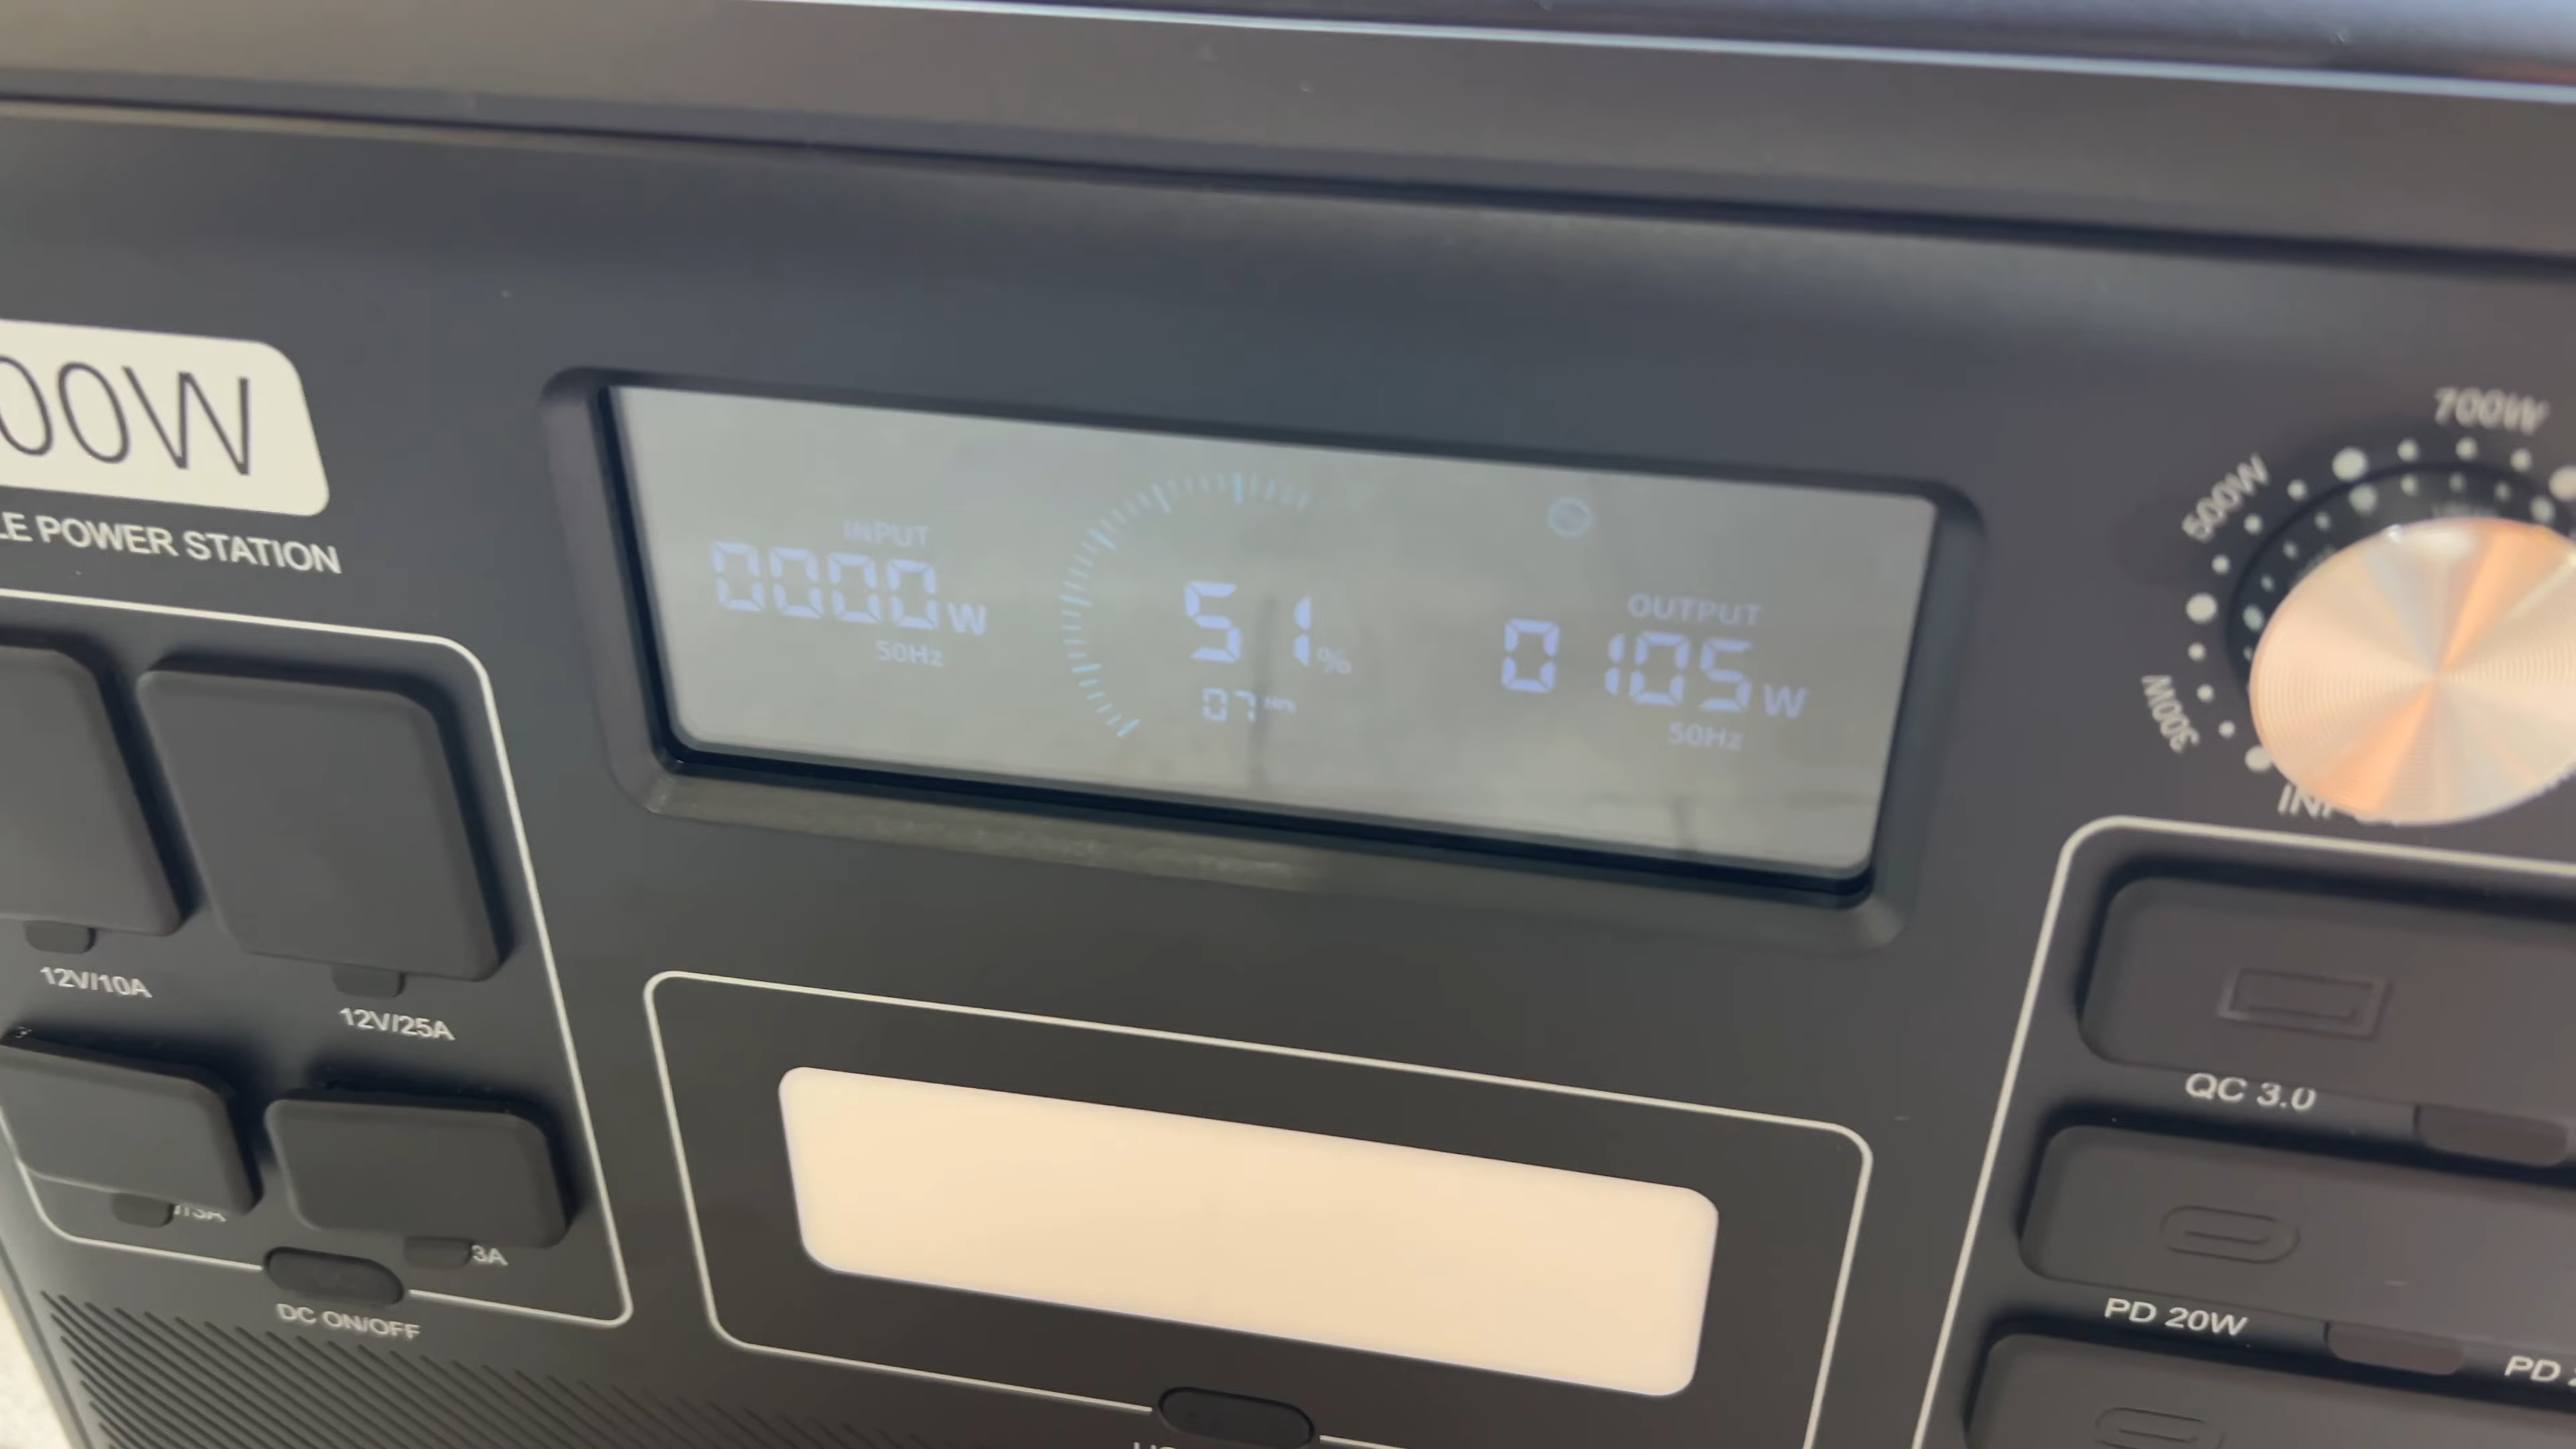 00W
LE POWER STATION
INPUT
0000W
50Hz
51%
07
OUTPUT
0105W
50Hz
700W
500W
300W
12V/10A
12V/25A
3A
DC ON/OFF
QC 3.0
PD 20W
PD